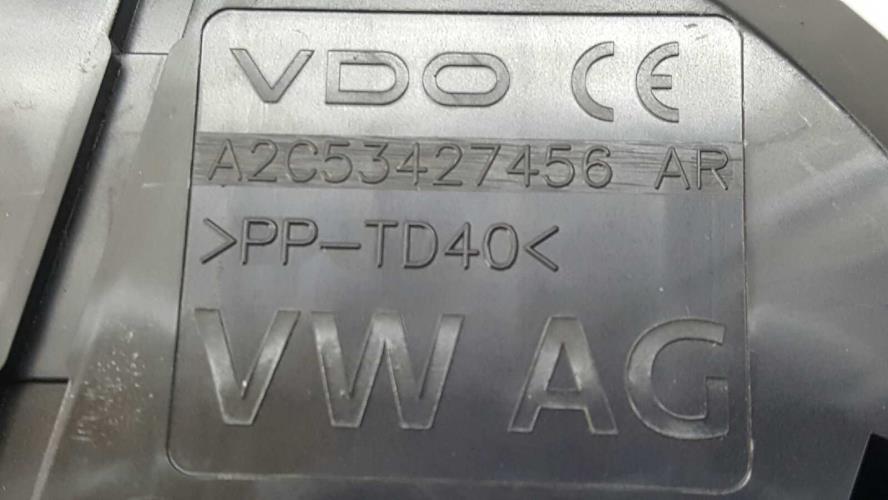 VDO CE
A2C53427456 AR
>PP-TD40<
VW AG